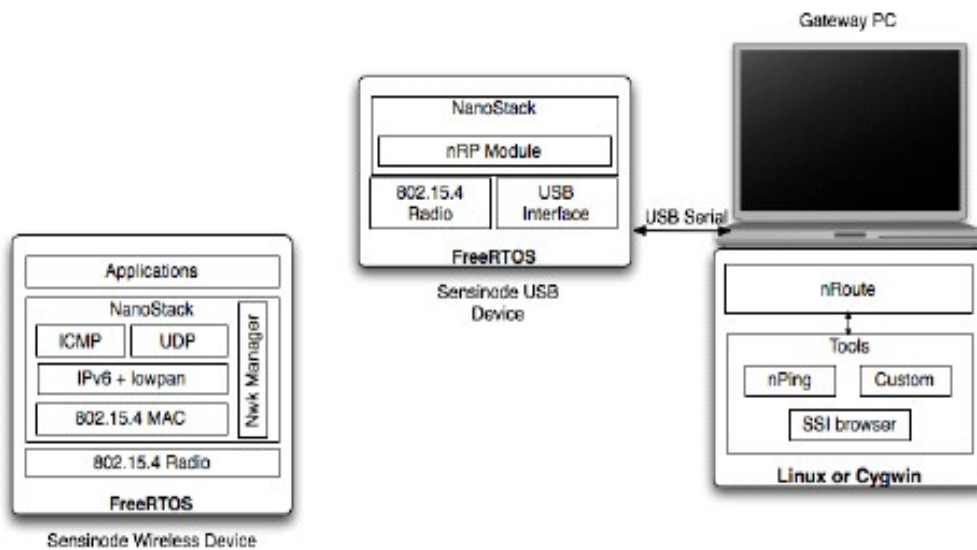 Gateway PC
NanoStack
nRP Module
802.15.4
Radio
USB
Interface
FreeRTOS
Sensinode USB
Device
USB Serial
nRoute
Tools
nPing
Custom
SSI browser
Linux or Cygwin
Applications
NanoStack
ICMP
UDP
IPv6 + lowpan
802.15.4 MAC
Nwk Manager
802.15.4 Radio
FreeRTOS
Sensinode Wireless Device